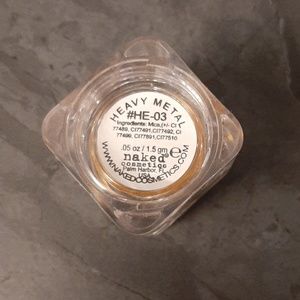 HEAVY METAL
#HE-03
Ingredients: Mica,(+/- CI
77489, CI77491,CI77492, CI
77499, CI77891,CI77510
.05 oz / 1.5 gm
naked
cosmetics
Palm Harbor, FL
USA
WWW.NAKEDCOSMETICS.COM